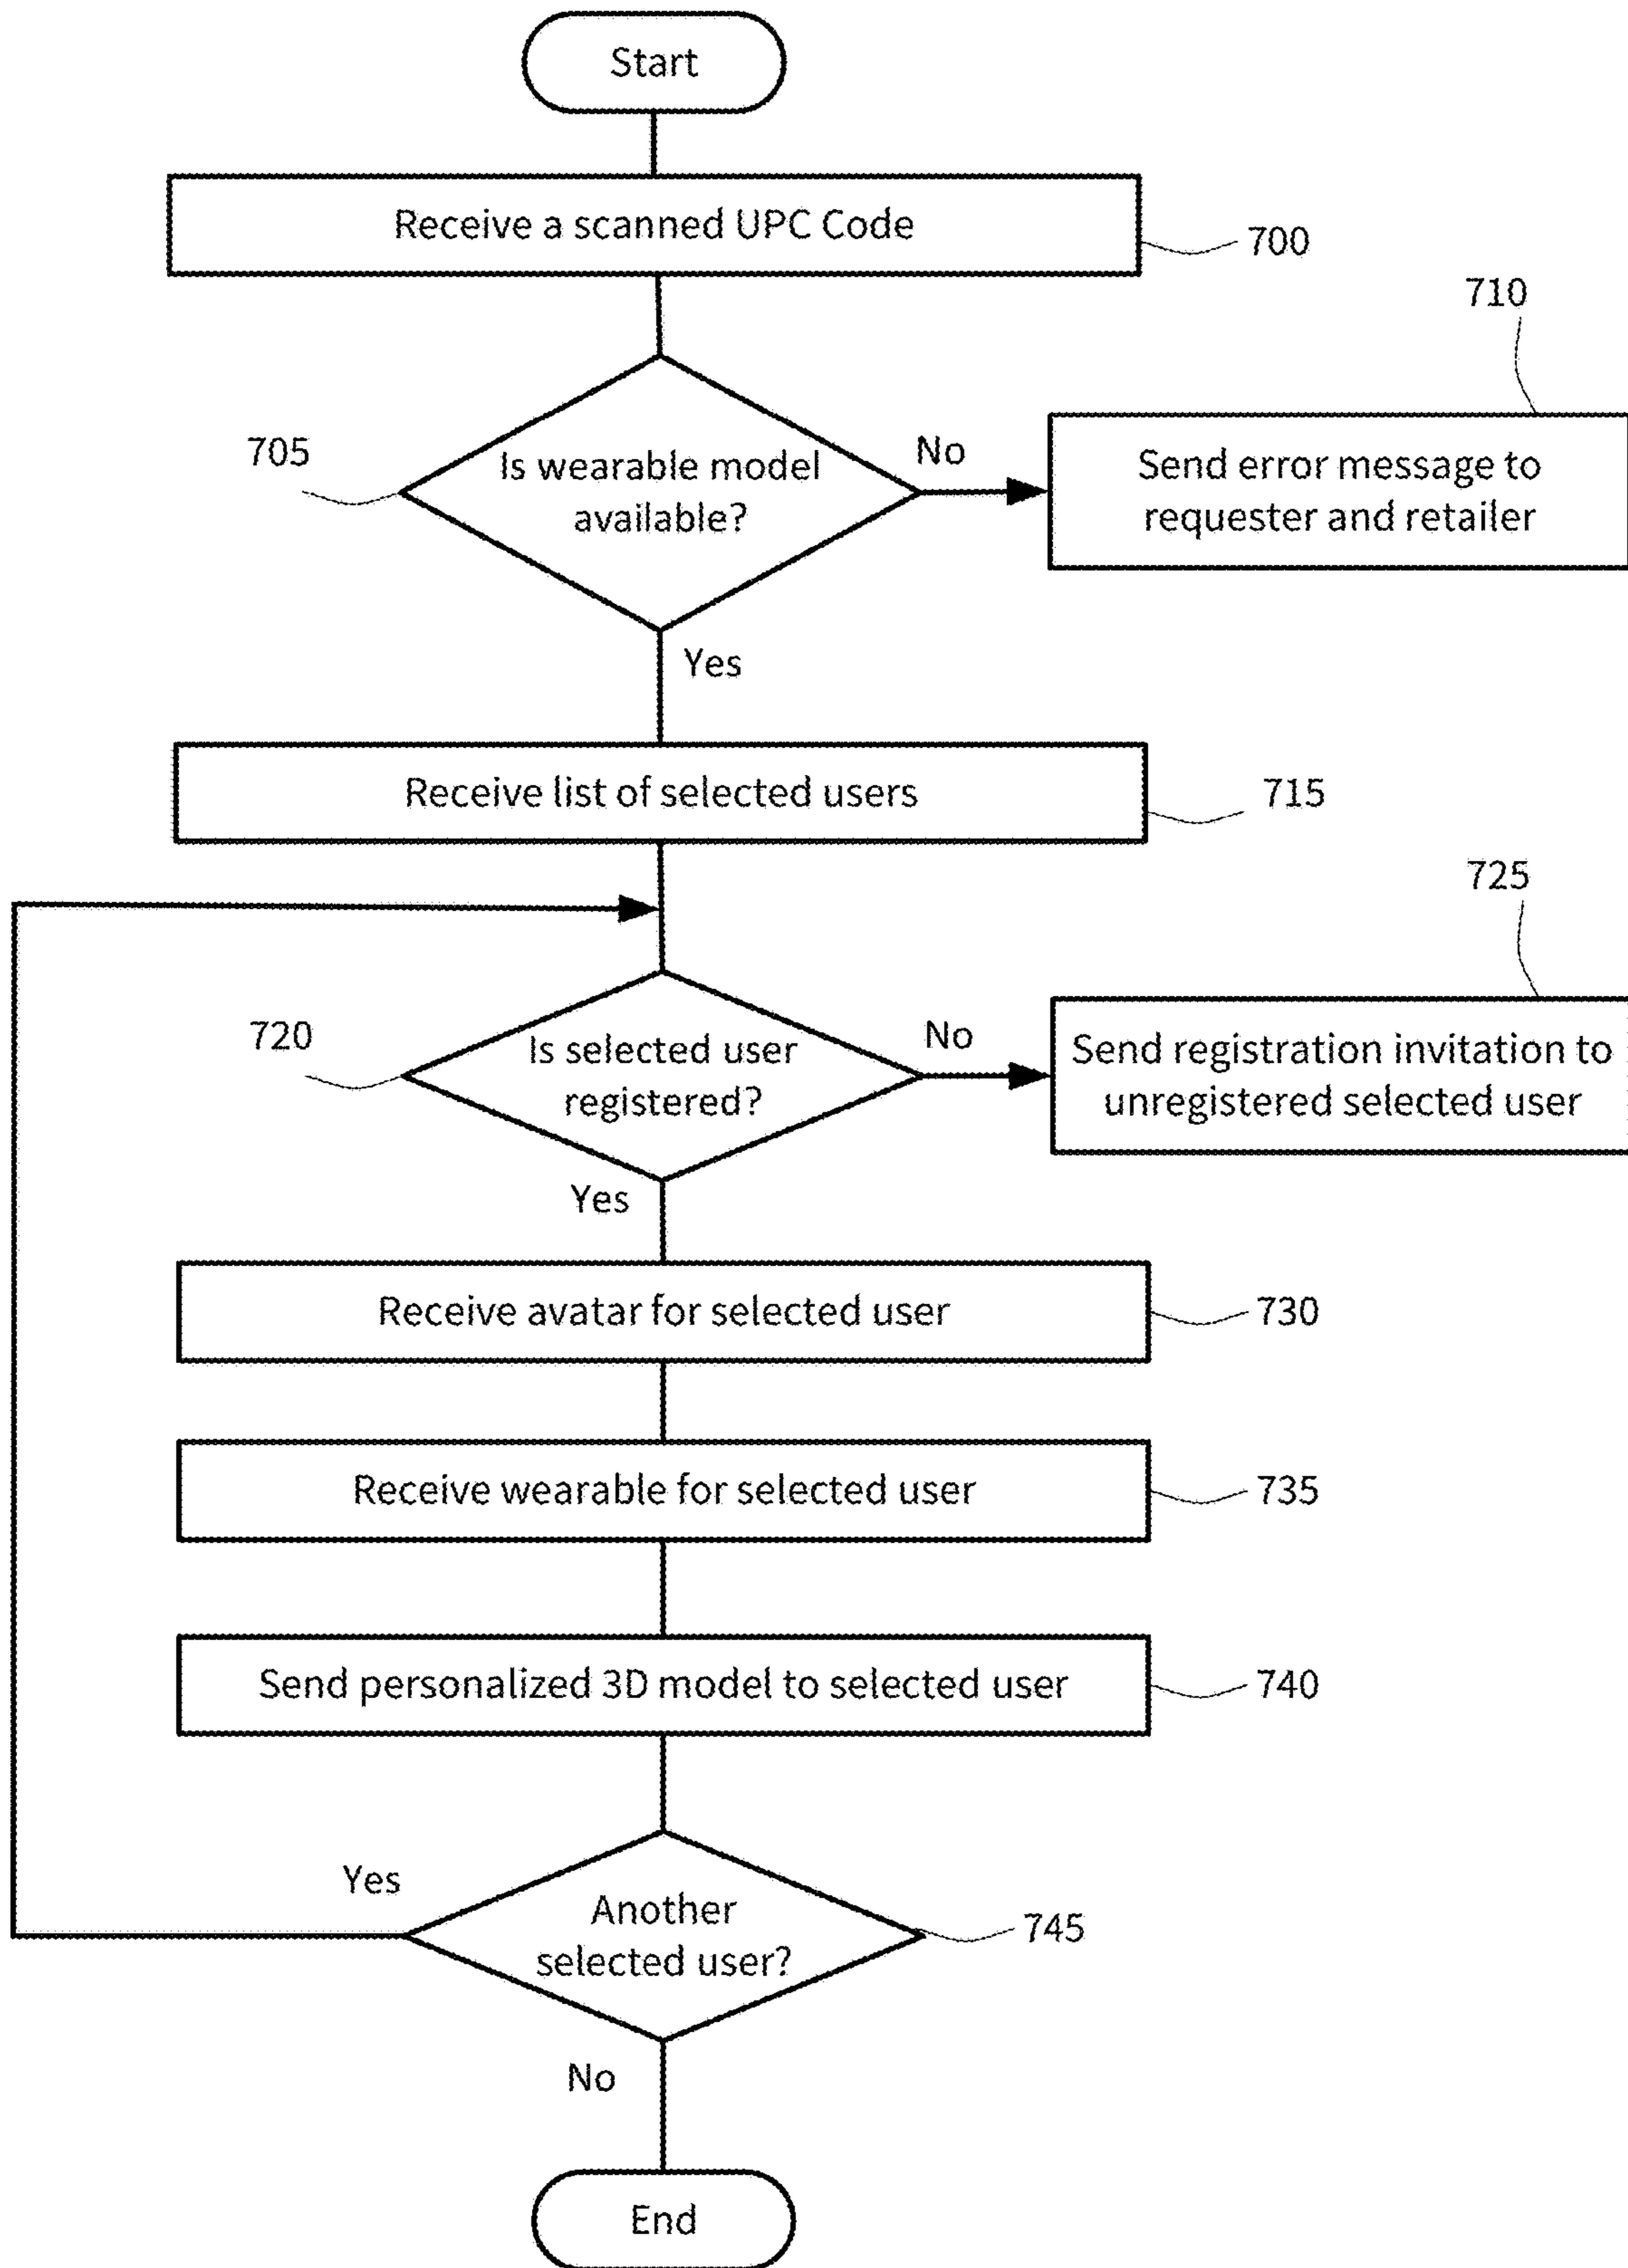 Start
Receive a scanned UPC Code
700
710
705
Is wearable model
available?
No
Send error message to
requester and retailer
Yes
Receive list of selected users
715
725
720
Is selected user
registered?
No
Send registration invitation to
unregistered selected user
Yes
Receive avatar for selected user
730
Receive wearable for selected user
735
Send personalized 3D model to selected user
740
Yes
Another
selected user?
745
No
End